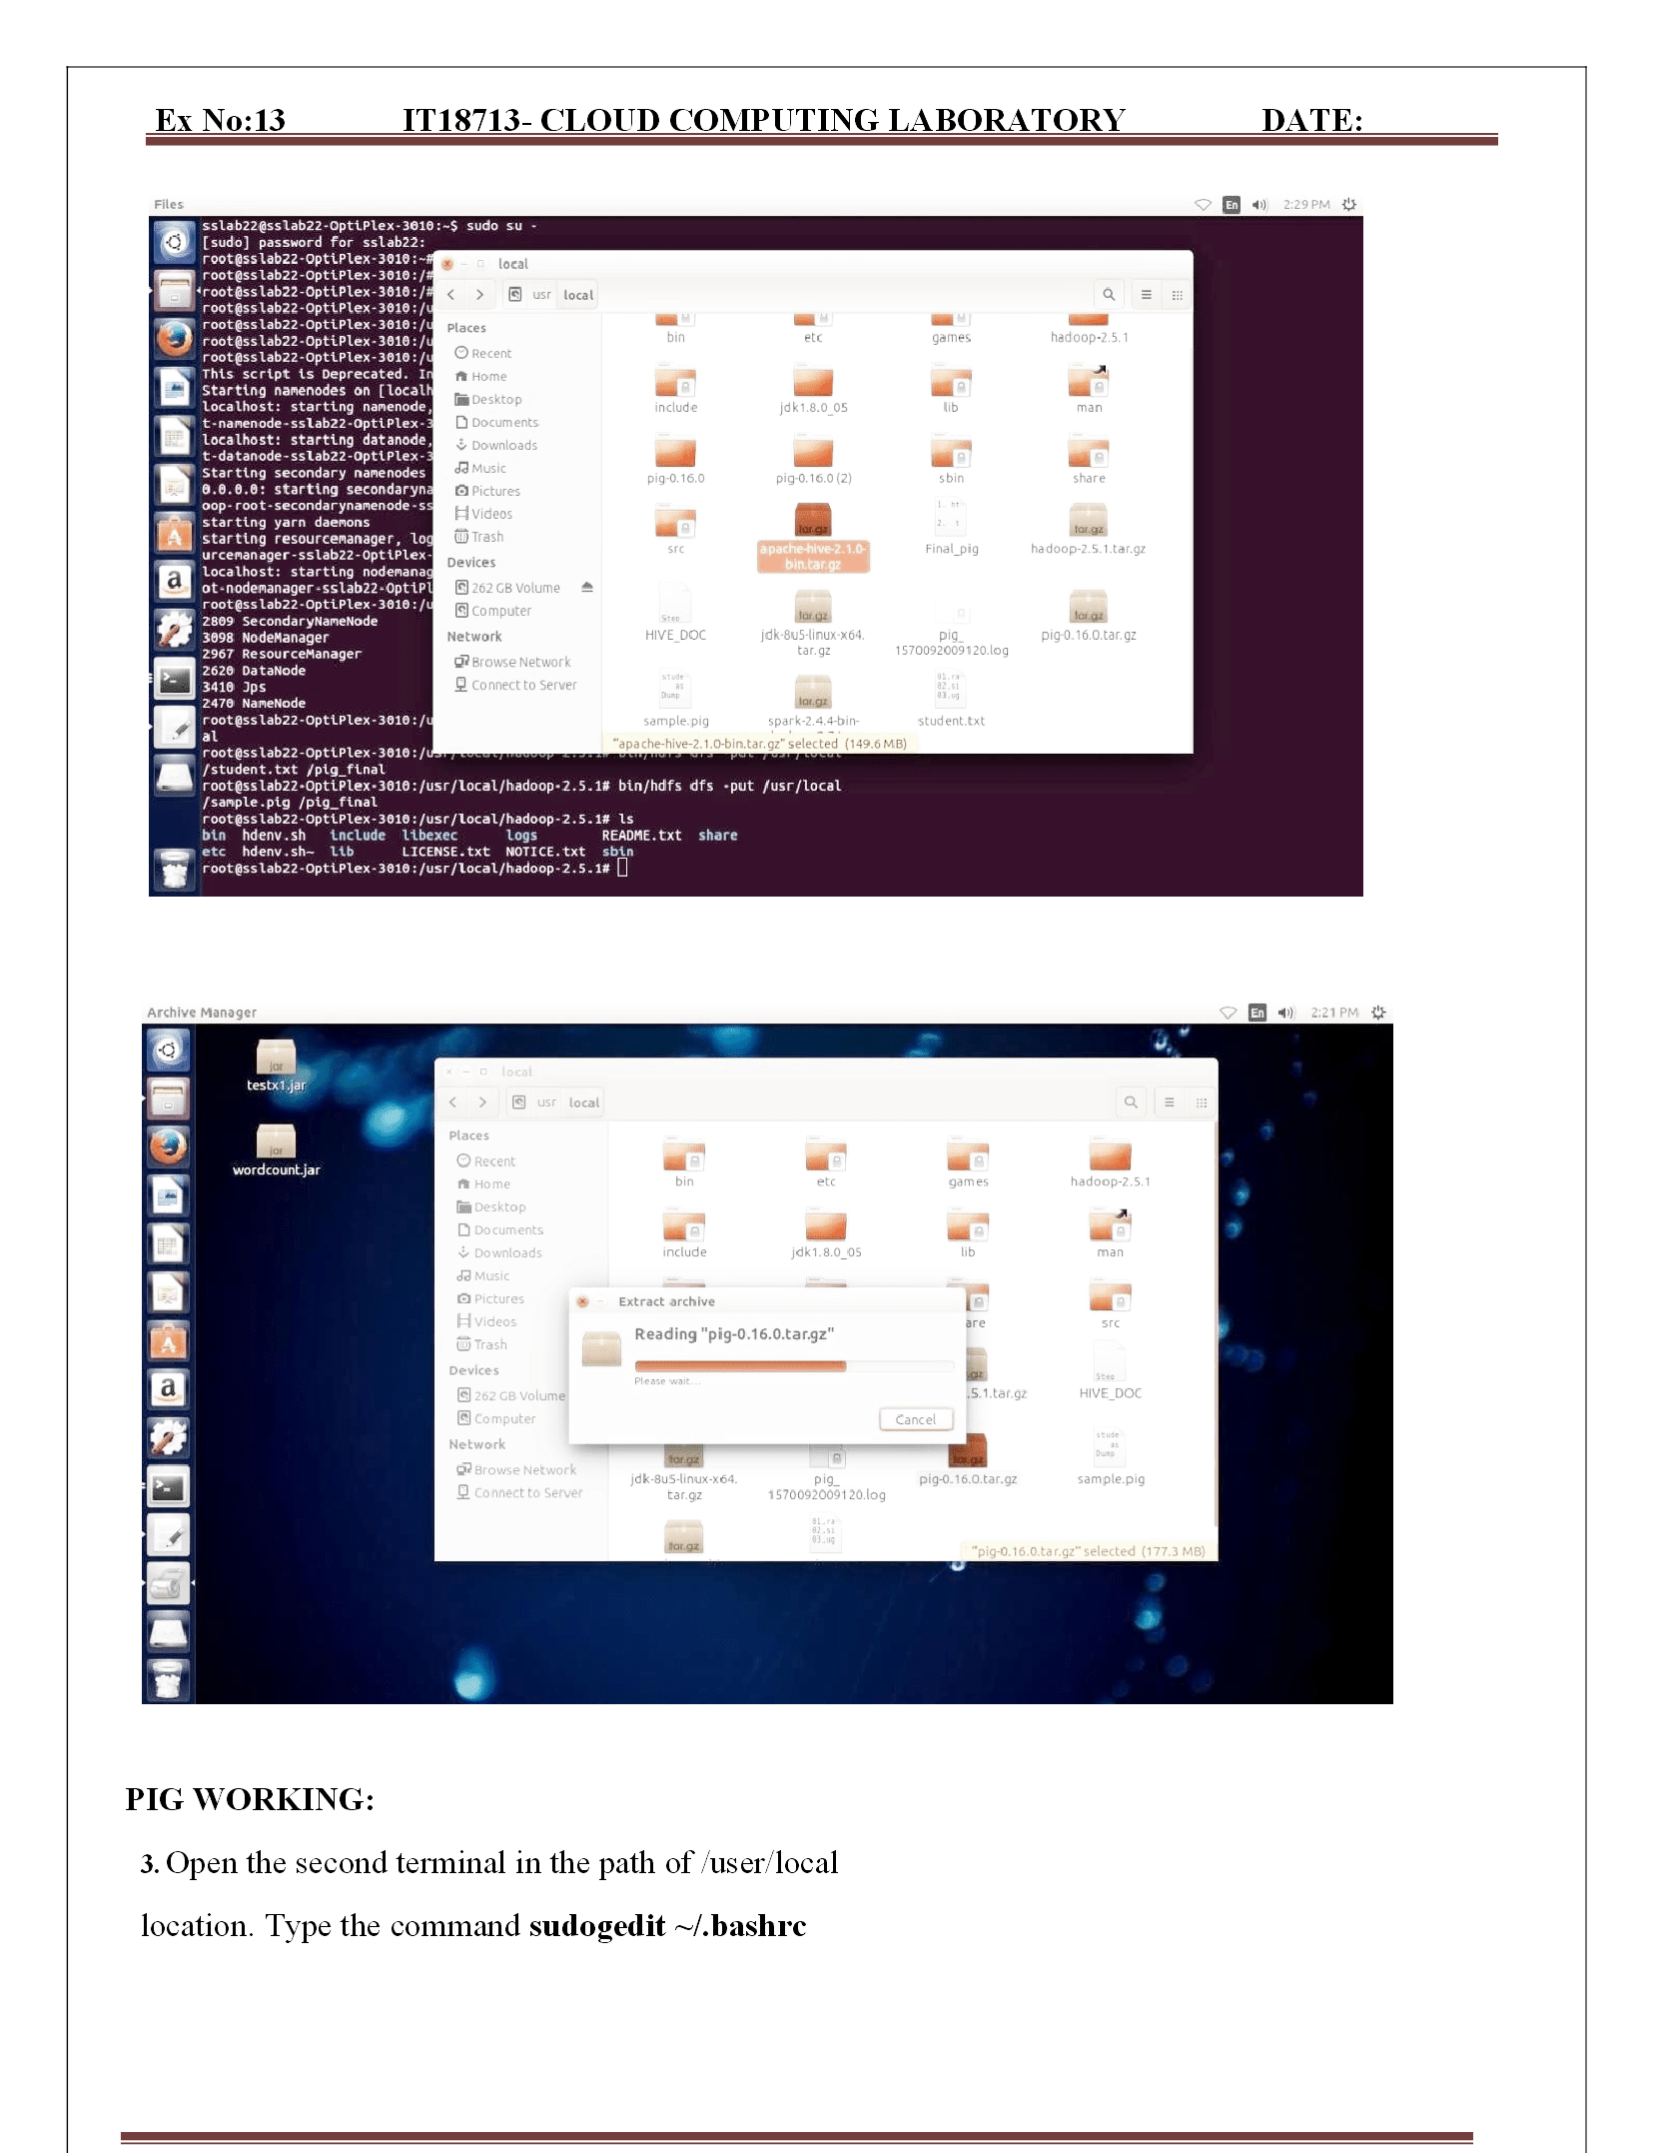 Ex No:13 IT18713- CLOUD COMPUTING LABORATORY DATE:
Files En 2:29 PM
sslab22@sslab22-OptiPlex-3010:~$ sudo su -
[sudo] password for sslab22:
root@sslab22-OptiPlex-3010:~#
root@sslab22-OptiPlex-3010:/#
root@sslab22-OptiPlex-3010:/#
root@sslab22-OptiPlex-3010:/u
root@sslab22-OptiPlex-3010:/u
root@sslab22-OptiPlex-3010:/u
root@sslab22-OptiPlex-3010:/u
This script is Deprecated. In
Starting namenodes on [localh
localhost: starting namenode,
t-namenode-sslab22-OptiPlex-3
localhost: starting datanode,
t-datanode-sslab22-OptiPlex-3
Starting secondary namenodes
0.0.0.0: starting secondaryna
oop-root-secondarynamenode-ss
starting yarn daemons
starting resourcemanager, log
urcemanager-sslab22-OptiPlex-
localhost: starting nodemanag
ot-nodemanager-sslab22-OptiPl
root@sslab22-OptiPlex-3010:/u
2809 SecondaryNameNode
3098 NodeManager
2967 ResourceManager
2620 DataNode
3410 Jps
2470 NameNode
root@sslab22-OptiPlex-3010:/u
al
root@sslab22-OptiPlex-3010:/usr/local/hadoop-2.5.1# bin/hdfs dfs -put /usr/local
/student.txt /pig_final
root@sslab22-OptiPlex-3010:/usr/local/hadoop-2.5.1# bin/hdfs dfs -put /usr/local
/sample.pig /pig_final
root@sslab22-OptiPlex-3010:/usr/local/hadoop-2.5.1# ls
bin hdenv.sh include libexec logs README.txt share
etc hdenv.sh~ lib LICENSE.txt NOTICE.txt sbin
root@sslab22-OptiPlex-3010:/usr/local/hadoop-2.5.1#
local
usr local
Places
Recent
Home
Desktop
Documents
Downloads
Music
Pictures
Videos
Trash
Devices
262 GB Volume
Computer
Network
Browse Network
Connect to Server
bin etc games hadoop-2.5.1
include jdk1.8.0_05 lib man
pig-0.16.0 pig-0.16.0 (2) sbin share
src apache-hive-2.1.0- Final_pig hadoop-2.5.1.tar.gz
bin.tar.gz
HIVE_DOC jdk-8u5-linux-x64. pig_ pig-0.16.0.tar.gz
tar.gz 1570092009120.log
sample.pig spark-2.4.4-bin- student.txt
"apache-hive-2.1.0-bin.tar.gz" selected (149.6 MB)
Archive Manager En 2:21 PM
testx1.jar
wordcount.jar
local
usr local
Places
Recent
Home
Desktop
Documents
Downloads
Music
Pictures
Videos
Trash
Devices
262 GB Volume
Computer
Network
Browse Network
Connect to Server
bin etc games hadoop-2.5.1
include jdk1.8.0_05 lib man
are src
.5.1.tar.gz HIVE_DOC
Extract archive
Reading "pig-0.16.0.tar.gz"
Please wait...
Cancel
jdk-8u5-linux-x64. pig_ pig-0.16.0.tar.gz sample.pig
tar.gz 1570092009120.log
"pig-0.16.0.tar.gz" selected (177.3 MB)
PIG WORKING:
3. Open the second terminal in the path of /user/local
location. Type the command sudogedit ~/.bashrc